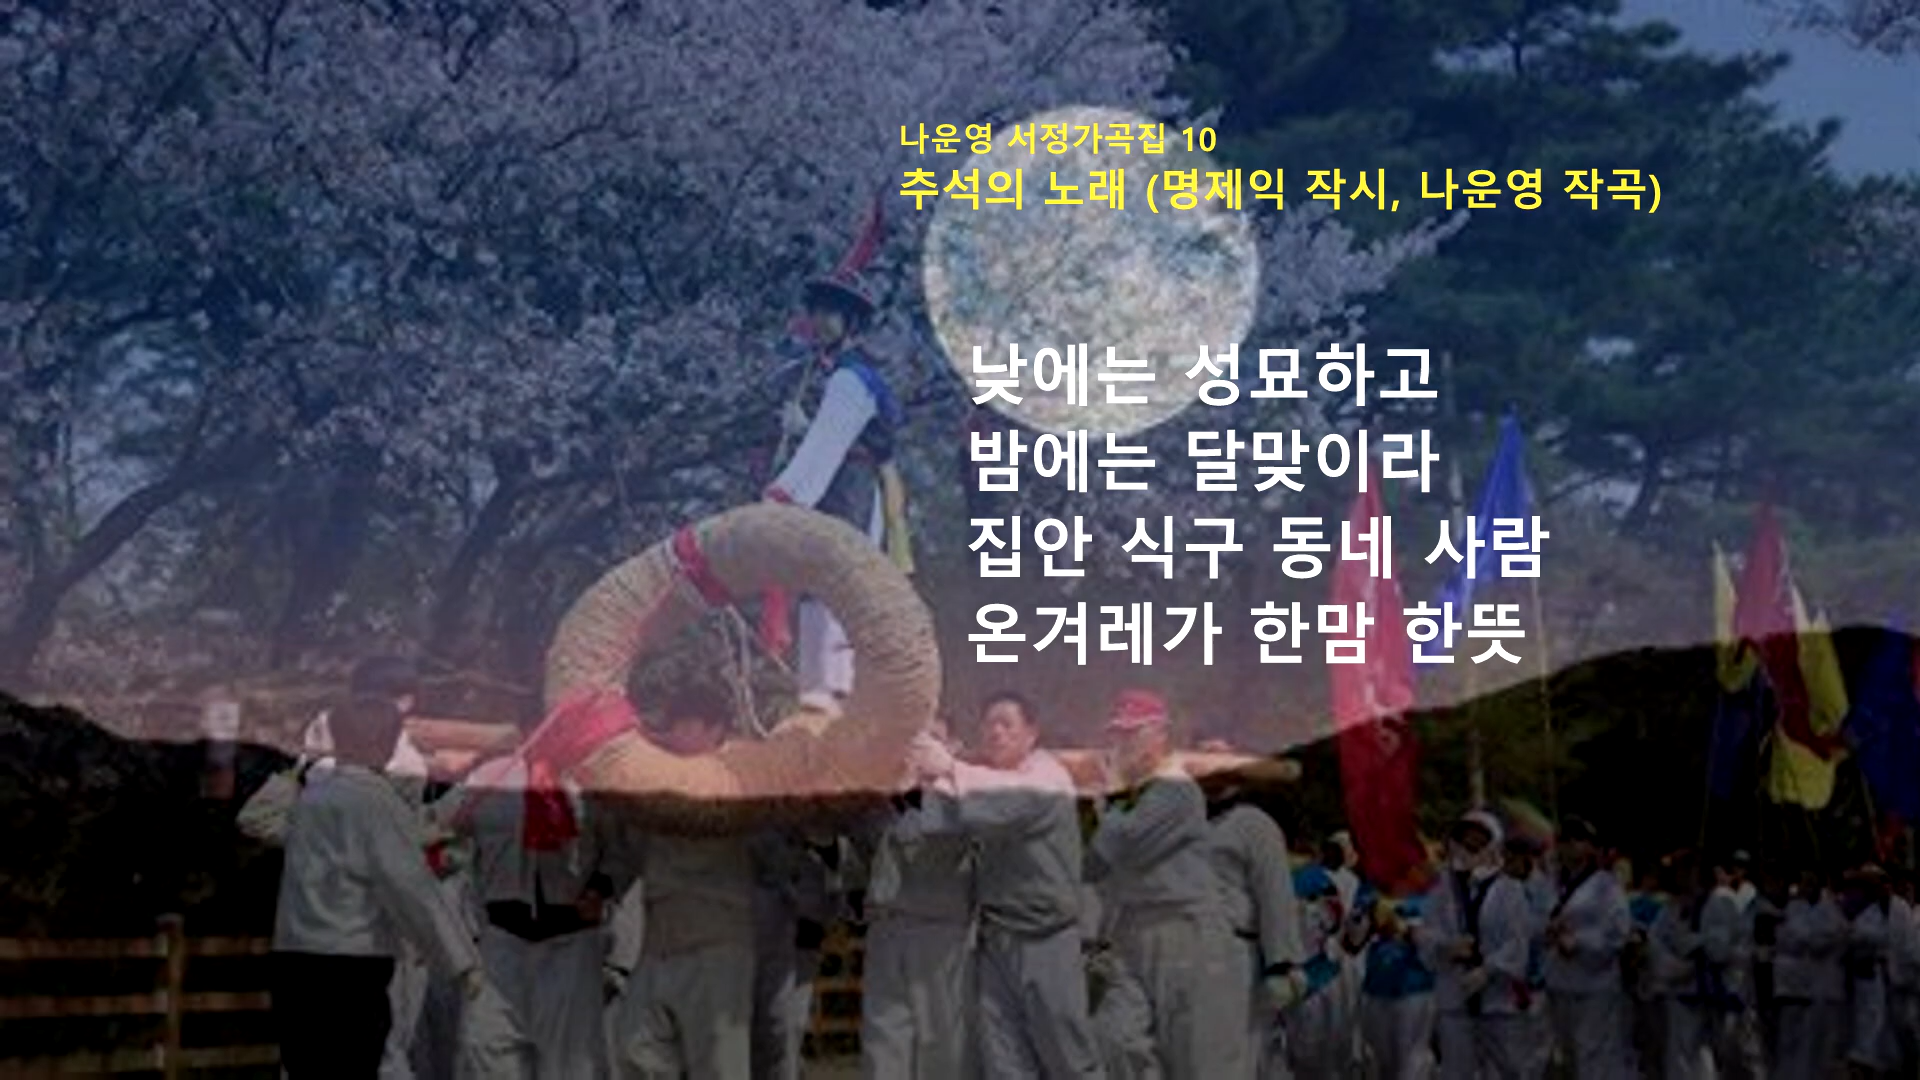 나운영 서정가곡집 10
추석의 노래 (명제익 작시, 나운영 작곡)
낮에는 성묘하고
밤에는 달맞이라
집안 식구 동네 사람
온겨레가 한맘 한뜻